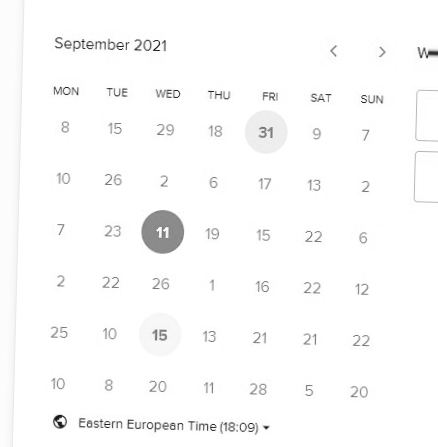 September 2021
MON TUE WED THU FRI SAT SUN
8 15 29 18 31 9 7
10 26 2 6 17 13 2
7 23 11 19 15 22 6
2 22 26 1 16 22 12
25 10 15 13 21 21 22
10 8 20 11 28 5 20
Eastern European Time (18:09)